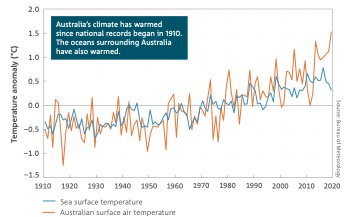 Australia's climate has warmed
since national records began in 1910.
The oceans surrounding Australia
have also warmed.
Temperature anomaly (°C)
2.0
1.5
1.0
0.5
0.0
−0.5
−1.0
−1.5
1910 1920 1930 1940 1950 1960 1970 1980 1990 2000 2010 2020
Source: Bureau of Meteorology
Sea surface temperature
Australian surface air temperature